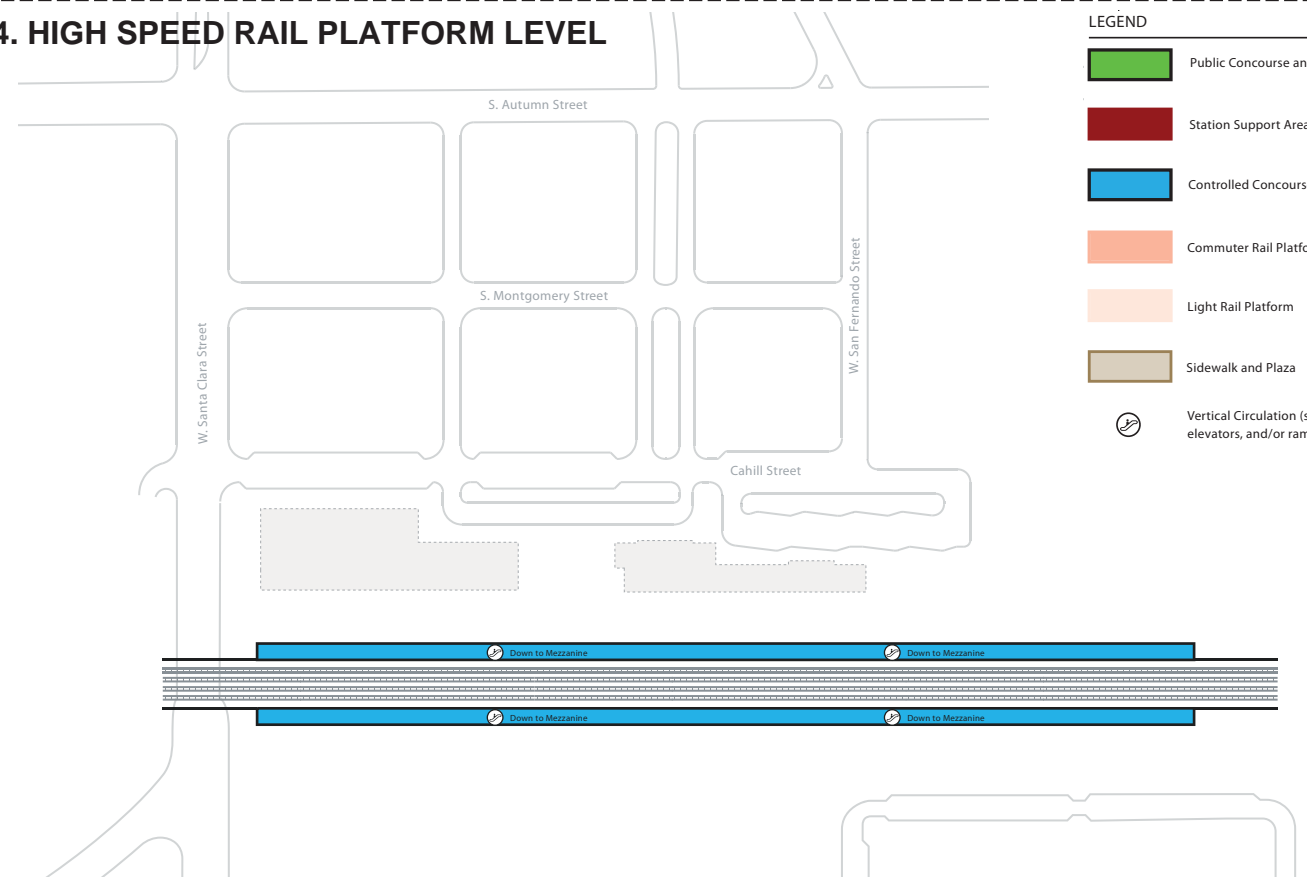 4. HIGH SPEED RAIL PLATFORM LEVEL
LEGEND
Public Concourse an
Station Support Area
Controlled Concours
Commuter Rail Platfo
Light Rail Platform
Sidewalk and Plaza
Vertical Circulation (s
elevators, and/or ram
S. Autumn Street
S. Montgomery Street
W. Santa Clara Street
W. San Fernando Street
Cahill Street
Down to Mezzanine
Down to Mezzanine
Down to Mezzanine
Down to Mezzanine